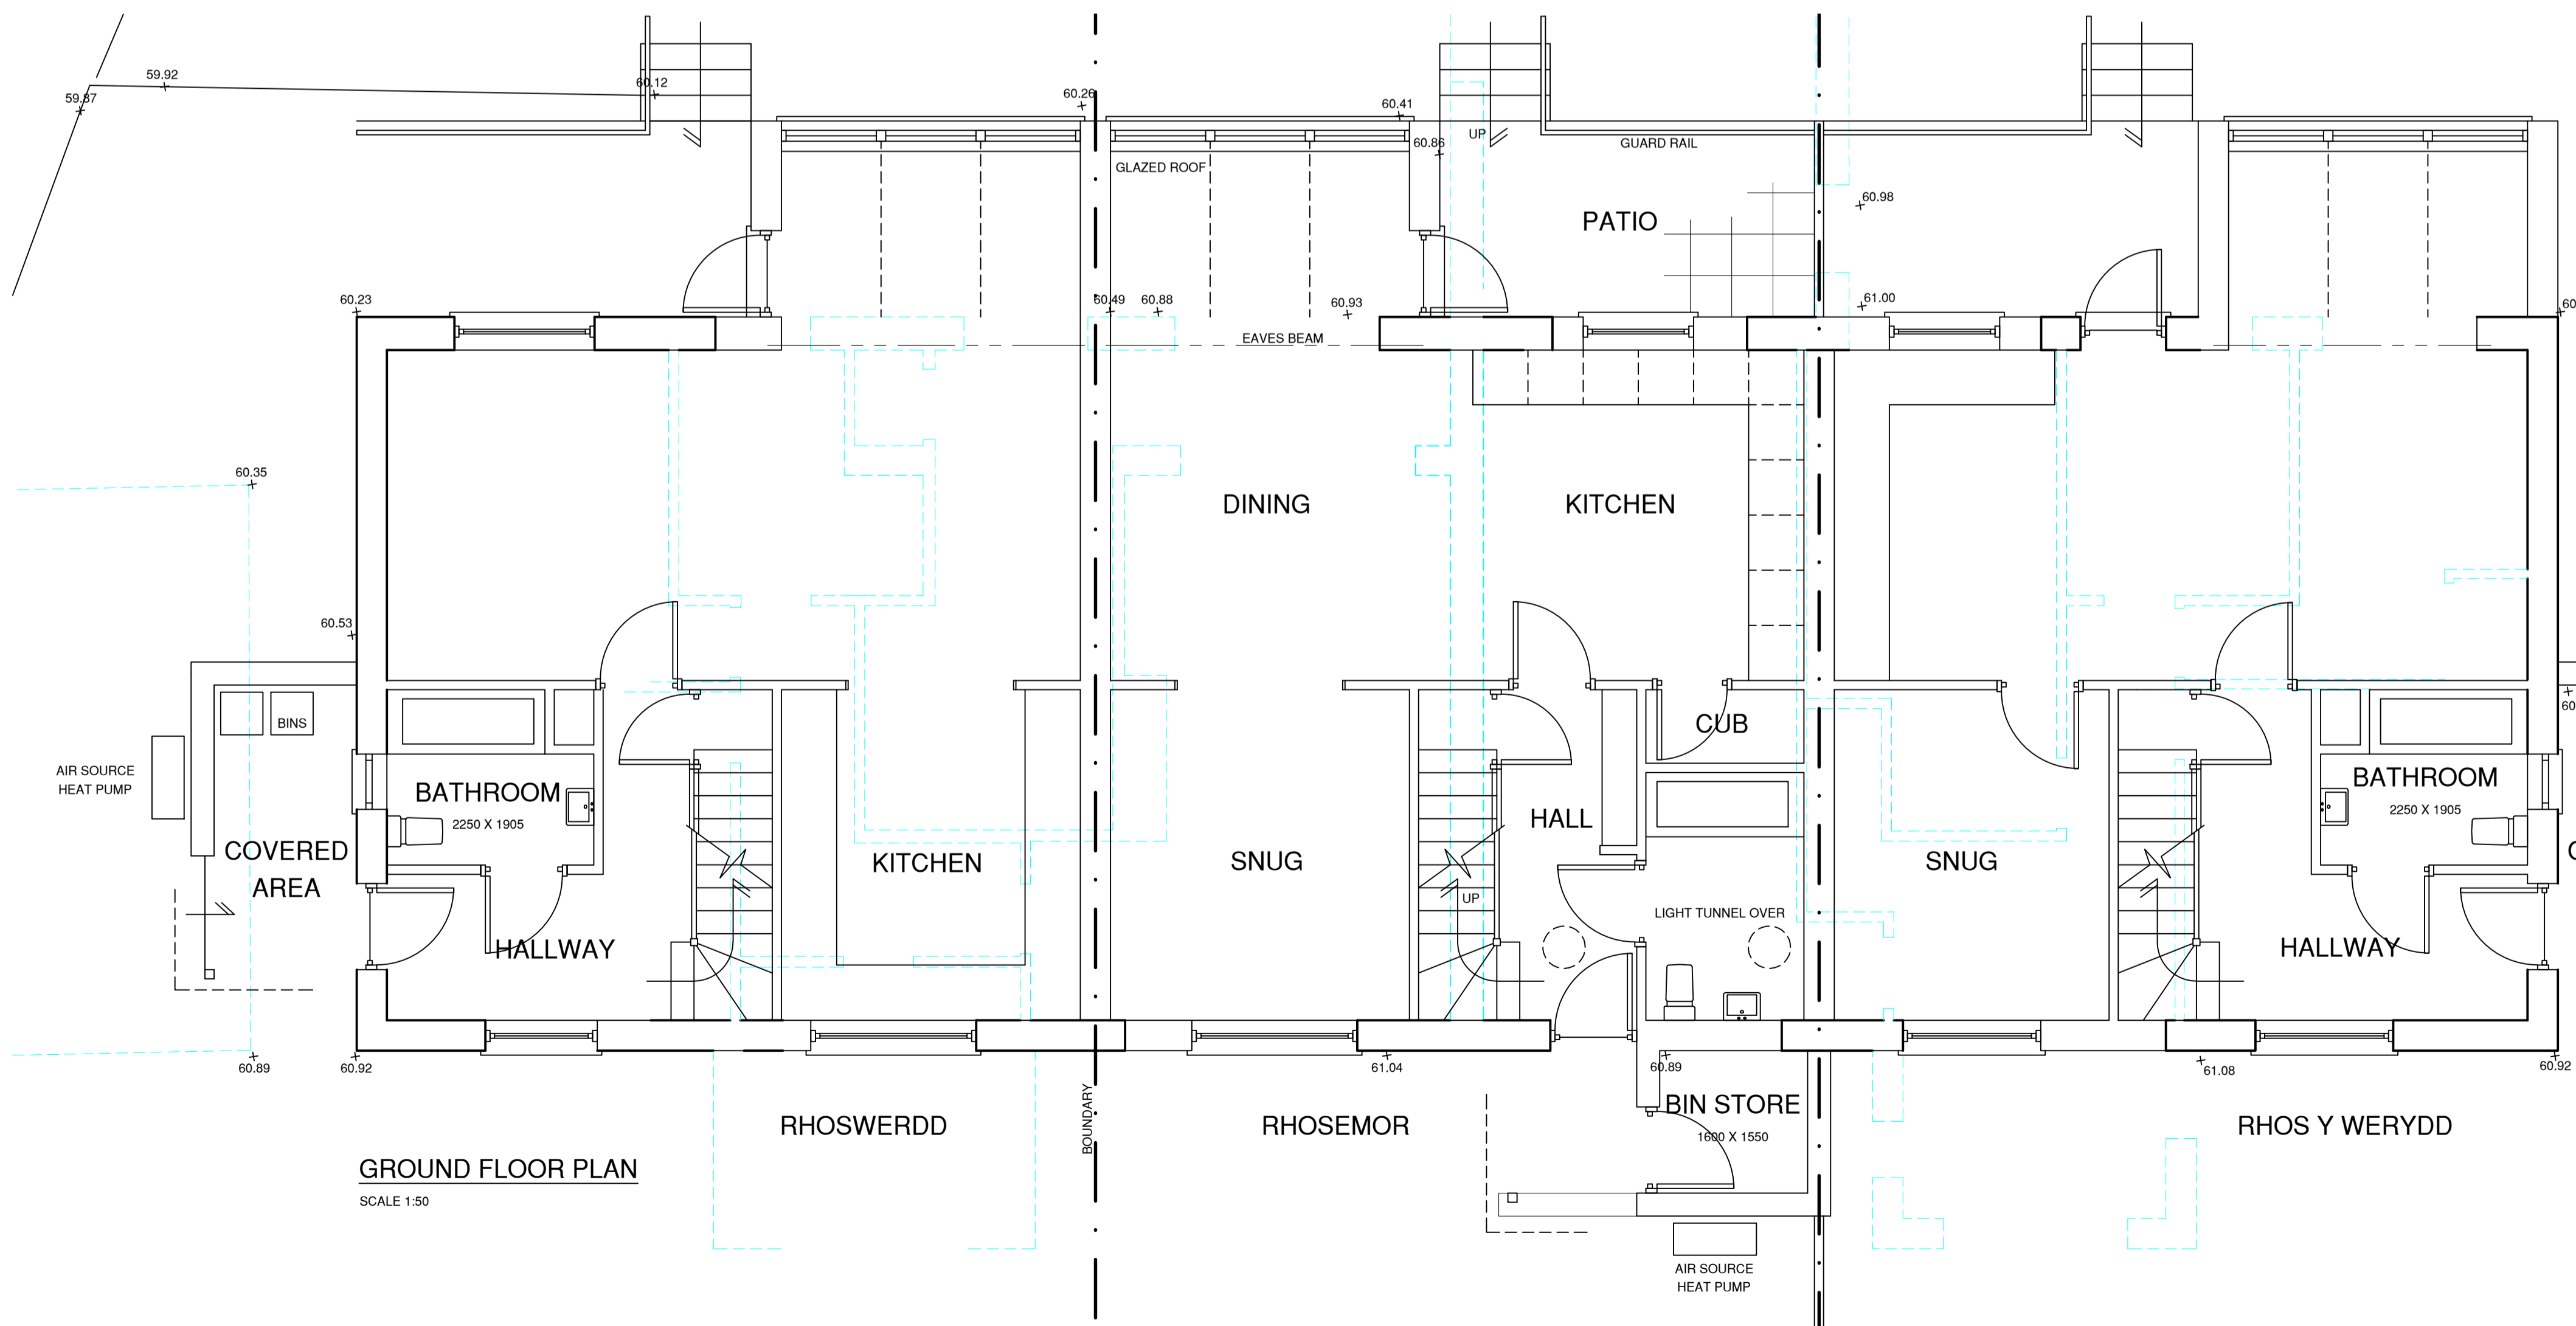 59.92
59.87
60.12
60.26
60.41
60.86
UP
GUARD RAIL
GLAZED ROOF
60.98
PATIO
60.23
60.49
60.88
60.93
61.00
EAVES BEAM
60.35
DINING
KITCHEN
60.53
BINS
CUB
AIR SOURCE
HEAT PUMP
BATHROOM
2250 X 1905
BATHROOM
2250 X 1905
HALL
COVERED
AREA
KITCHEN
SNUG
SNUG
UP
LIGHT TUNNEL OVER
HALLWAY
HALLWAY
60.89
60.92
61.04
60.89
61.08
60.92
BOUNDARY
RHOSWERDD
RHOSEMOR
BIN STORE
1600 X 1550
RHOS Y WERYDD
GROUND FLOOR PLAN
SCALE 1:50
AIR SOURCE
HEAT PUMP